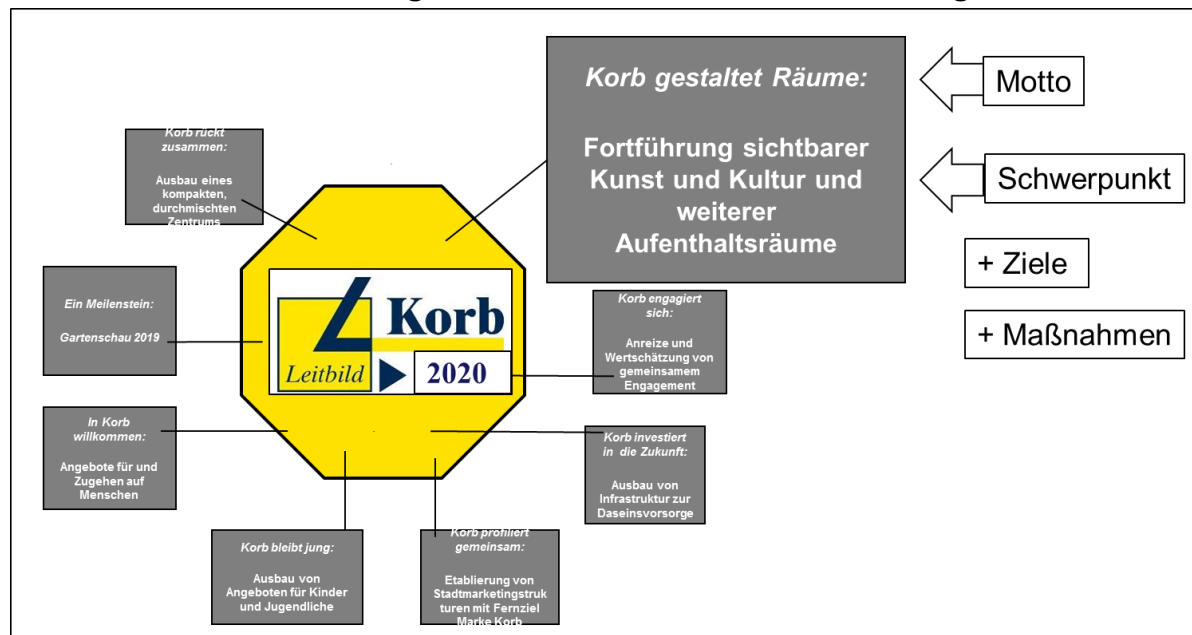 Korb gestaltet Räume:
Fortführung sichtbarer
Kunst und Kultur und
weiterer
Aufenthaltsräume
Motto
Schwerpunkt
+ Ziele
+ Maßnahmen
Korb rückt
zusammen:
Ausbau eines
kompakten,
durchmischten
Zentrums
Ein Meilenstein:
Gartenschau 2019
Korb
Leitbild
2020
Korb engagiert
sich:
Anreize und
Wertschätzung von
gemeinsamem
Engagement
In Korb
willkommen:
Angebote für und
Zugehen auf
Menschen
Korb investiert
in die Zukunft:
Ausbau von
Infrastruktur zur
Daseinsvorsorge
Korb bleibt jung:
Ausbau von
Angeboten für Kinder
und Jugendliche
Korb profiliert
gemeinsam:
Etablierung von
Stadtmarketingstruk
turen mit Fernziel
Marke Korb